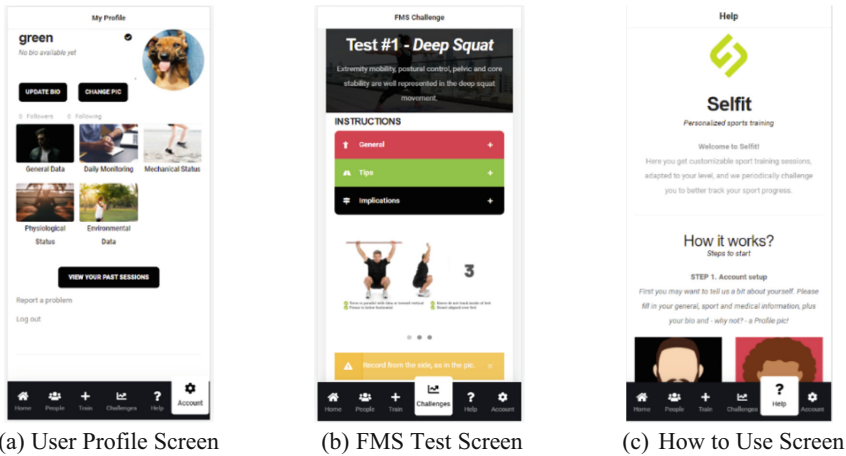 My Profile
green
No bio available yet
UPDATE BIO
CHANGE PIC
0 Followers 0 Following
General Data
Daily Monitoring
Mechanical Status
Physiological
Status
Environmental
Data
VIEW YOUR PAST SESSIONS
Report a problem
Log out
Home
People
Train
Challenges
Help
Account
(a) User Profile Screen
FMS Challenge
Test #1 - Deep Squat
Extremity mobility, postural control, pelvic and core
stability are well represented in the deep squat
movement.
INSTRUCTIONS
General +
Tips +
Implications +
3
Record from the side, as in the pic.
Home
People
Train
Challenges
Help
Account
(b) FMS Test Screen
Help
Selfit
Personalized sports training
Welcome to Selfit!
Here you get customizable sport training sessions,
adapted to your level, and we periodically challenge
you to better track your sport progress.
How it works?
Steps to start
STEP 1. Account setup
First you may want to tell us a bit about yourself. Please
fill in your general, sport and medical information, plus
your bio and - why not? - a Profile pic!
Home
People
Train
Challenges
Help
Account
(c) How to Use Screen